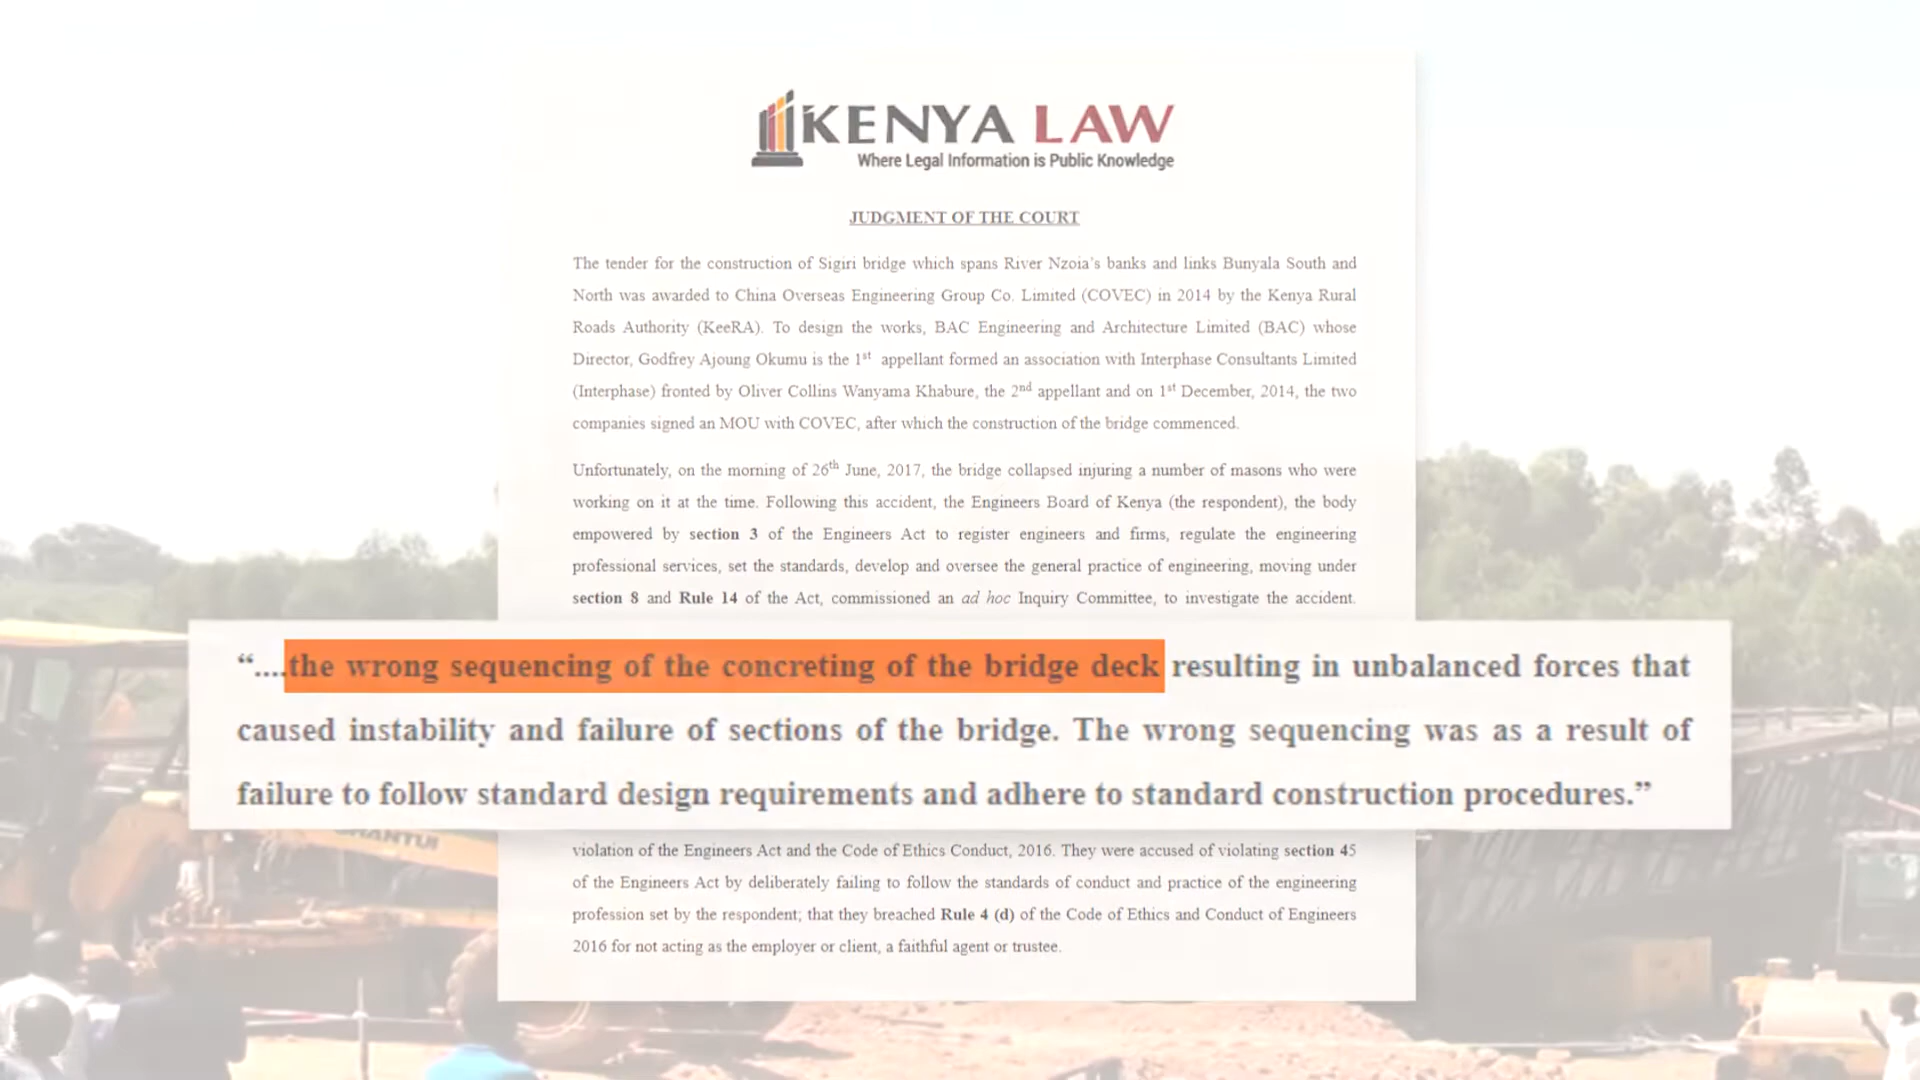 KENYA LAW
Where Legal Information is Public Knowledge
JUDGMENT OF THE COURT
The tender for the construction of Sigiri bridge which spans River Nzoia's banks and links Bunyala South and
North was awarded to China Overseas Engineering Group Co. Limited (COVEC) in 2014 by the Kenya Rural
Roads Authority (KeeRA). To design the works, BAC Engineering and Architecture Limited (BAC) whose
Director, Godfrey Ajoung Okumu is the 1st appellant formed an association with Interphase Consultants Limited
(Interphase) fronted by Oliver Collins Wanyama Khabure, the 2nd appellant and on 1st December, 2014, the two
companies signed an MOU with COVEC, after which the construction of the bridge commenced.
Unfortunately, on the morning of 26th June, 2017, the bridge collapsed injuring a number of masons who were
working on it at the time. Following this accident, the Engineers Board of Kenya (the respondent), the body
empowered by section 3 of the Engineers Act to register engineers and firms, regulate the engineering
professional services, set the standards, develop and oversee the general practice of engineering, moving under
section 8 and Rule 14 of the Act, commissioned an ad hoc Inquiry Committee, to investigate the accident.
“....the wrong sequencing of the concreting of the bridge deck resulting in unbalanced forces that
caused instability and failure of sections of the bridge. The wrong sequencing was as a result of
failure to follow standard design requirements and adhere to standard construction procedures.”
violation of the Engineers Act and the Code of Ethics Conduct, 2016. They were accused of violating section 45
of the Engineers Act by deliberately failing to follow the standards of conduct and practice of the engineering
profession set by the respondent; that they breached Rule 4 (d) of the Code of Ethics and Conduct of Engineers
2016 for not acting as the employer or client, a faithful agent or trustee.
SHANTUI